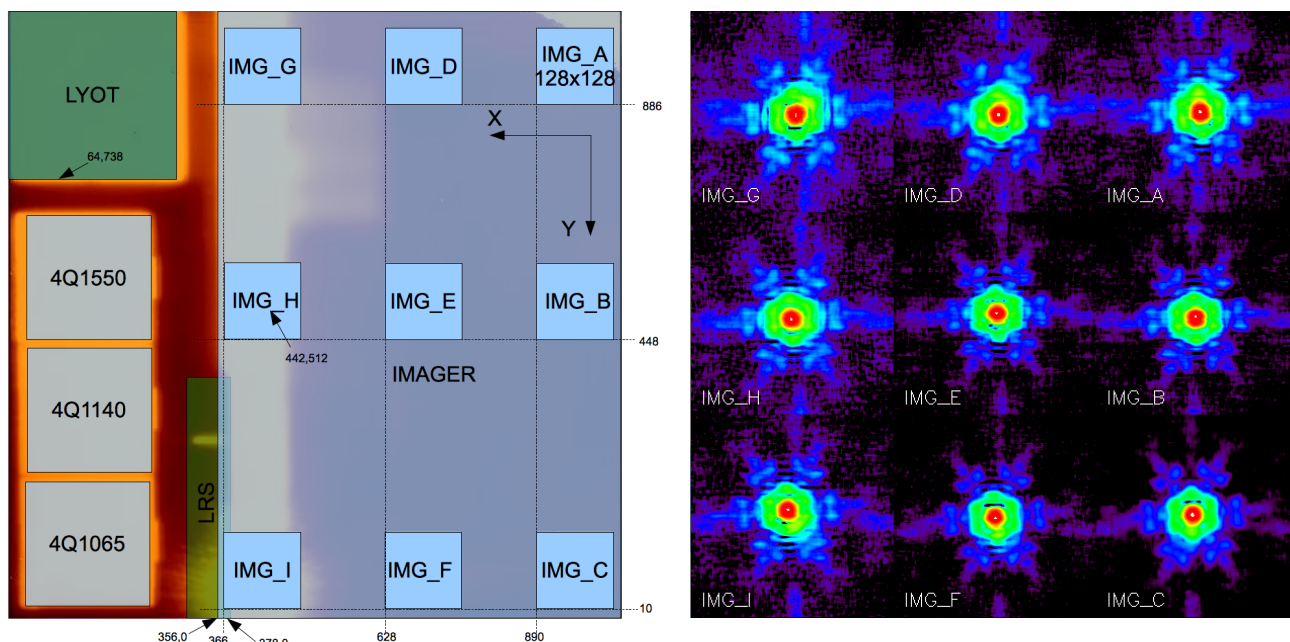 IMG_G
IMG_D
IMG_A
128x128
LYOT
886
X
64,738
Y
4Q1550
IMG_H
IMG_E
IMG_B
448
442,512
IMAGER
4Q1140
LRS
4Q1065
IMG_I
IMG_F
IMG_C
10
356,0
366
628
890
IMG_G
IMG_D
IMG_A
IMG_H
IMG_E
IMG_B
IMG_I
IMG_F
IMG_C